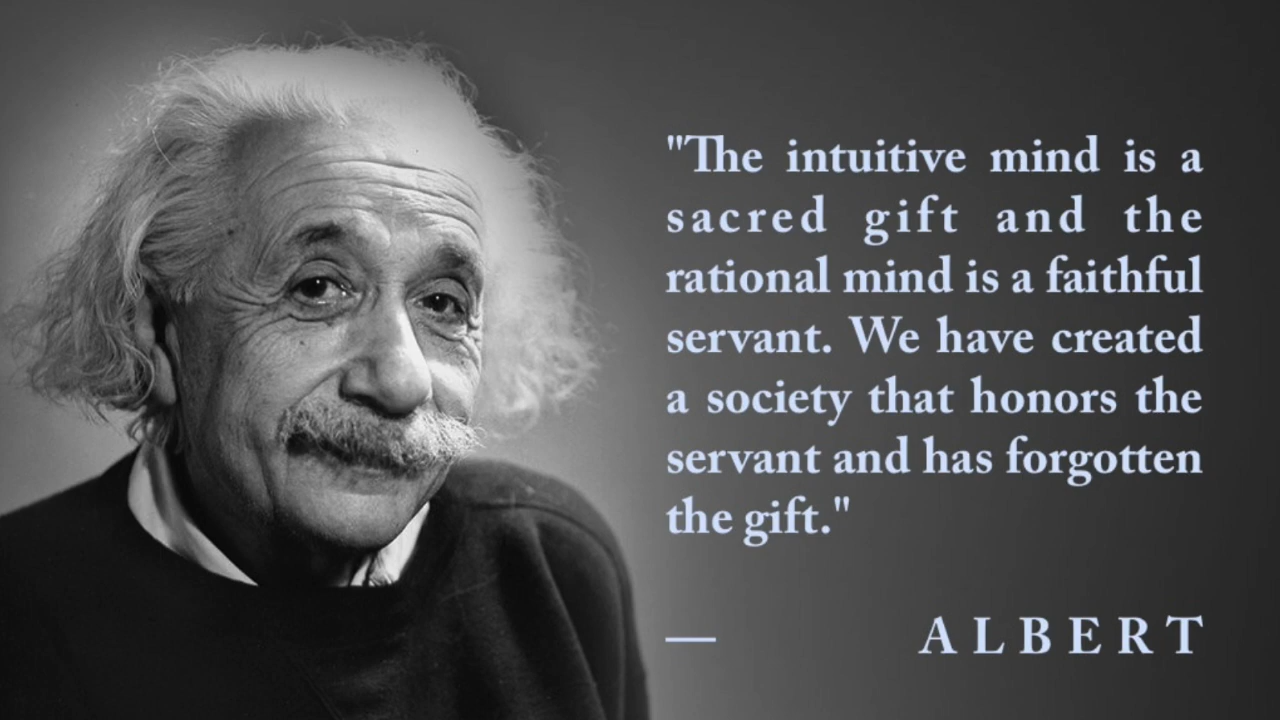 "The intuitive mind is a
sacred gift and the
rational mind is a faithful
servant. We have created
a society that honors the
servant and has forgotten
the gift."
— ALBERT